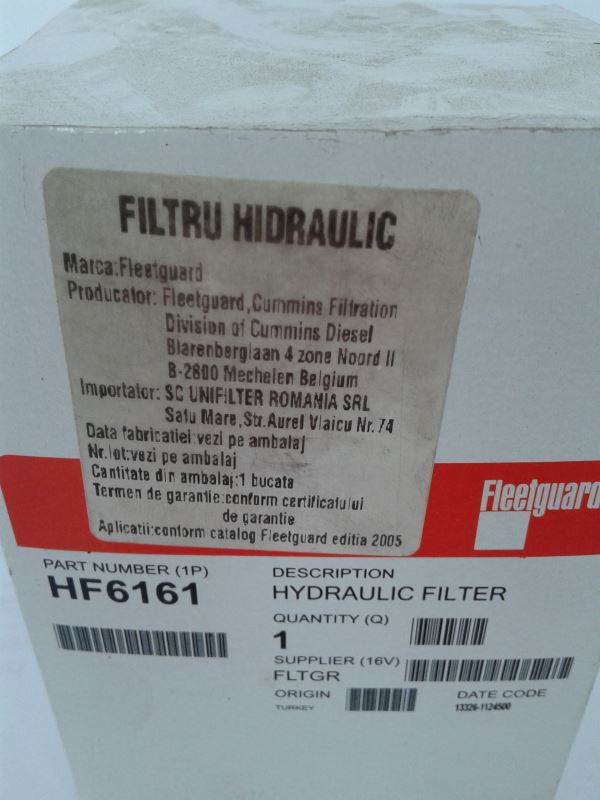 FILTRU HIDRAULIC
Marca:Fleetguard
Producator: Fleetguard,Cummins Filtration
Division of Cummins Diesel
Blarenberglaan 4 zone Noord II
B-2800 Mechelen Belgium
Importator: SC UNIFILTER ROMANIA SRL
Satu Mare,Str.Aurel Vlaicu Nr.74
Data fabricatiei:vezi pe ambalaj
Nr.lot:vezi pe ambalaj
Cantitate din ambalaj:1 bucata
Termen de garantie:conform certificatului
de garantie
Aplicatii:conform catalog Fleetguard editia 2005
Fleetguard
PART NUMBER (1P)
HF6161
DESCRIPTION
HYDRAULIC FILTER
QUANTITY (Q)
1
SUPPLIER (16V)
FLTGR
ORIGIN
TURKEY
DATE CODE
13326-1124500